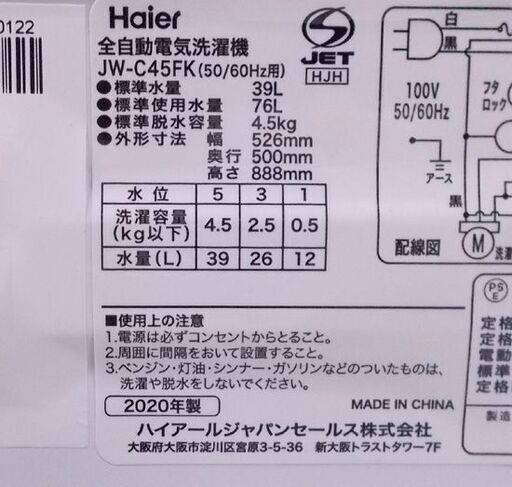 0122
Haier
全自動電気洗濯機
JW-C45FK(50/60Hz用)
●標準水量 39L
●標準使用水量 76L
●標準脱水容量 4.5kg
●外形寸法 幅 526mm
奥行 500mm
高さ 888mm
水位 5 3 1
洗濯容量(kg以下) 4.5 2.5 0.5
水量(L) 39 26 12
S
JET
HJH
白
黒
100V
50/60Hz
フタ
ロック
アース
黒
配線図
M
洗濯
■使用上の注意
1.電源は必ずコンセントからとること。
2.周囲に間隔をおいて設置すること。
3.ベンジン・灯油・シンナー・ガソリンなどのついたものは、
洗濯や脱水をしないでください。
2020年製
MADE IN CHINA
ハイアールジャパンセールス株式会社
大阪府大阪市淀川区宮原3-5-36 新大阪トラストタワー7F
PS
E
定格
定格
電動
標準
定格
製造